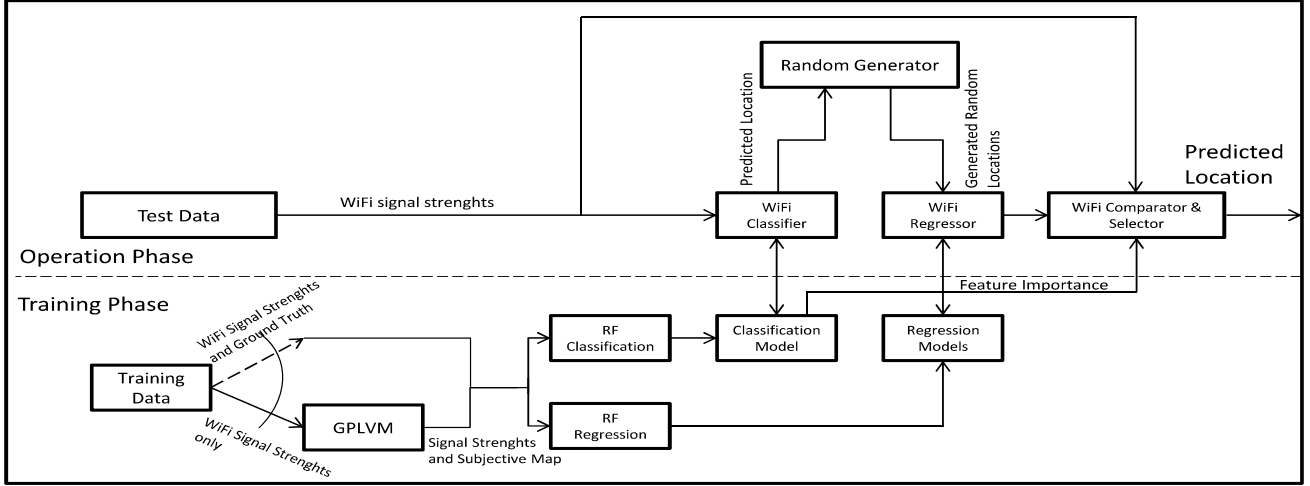 Random Generator
Predicted Location
Generated Random
Locations
Predicted
Location
Test Data
WiFi signal strenghts
WiFi
Classifier
WiFi
Regressor
WiFi Comparator &
Selector
Operation Phase
Training Phase
Feature Importance
WiFi Signal Strenghts
and Ground Truth
RF
Classification
Classification
Model
Regression
Models
Training
Data
WiFi Signal Strenghts
only
GPLVM
RF
Regression
Signal Strenghts
and Subjective Map